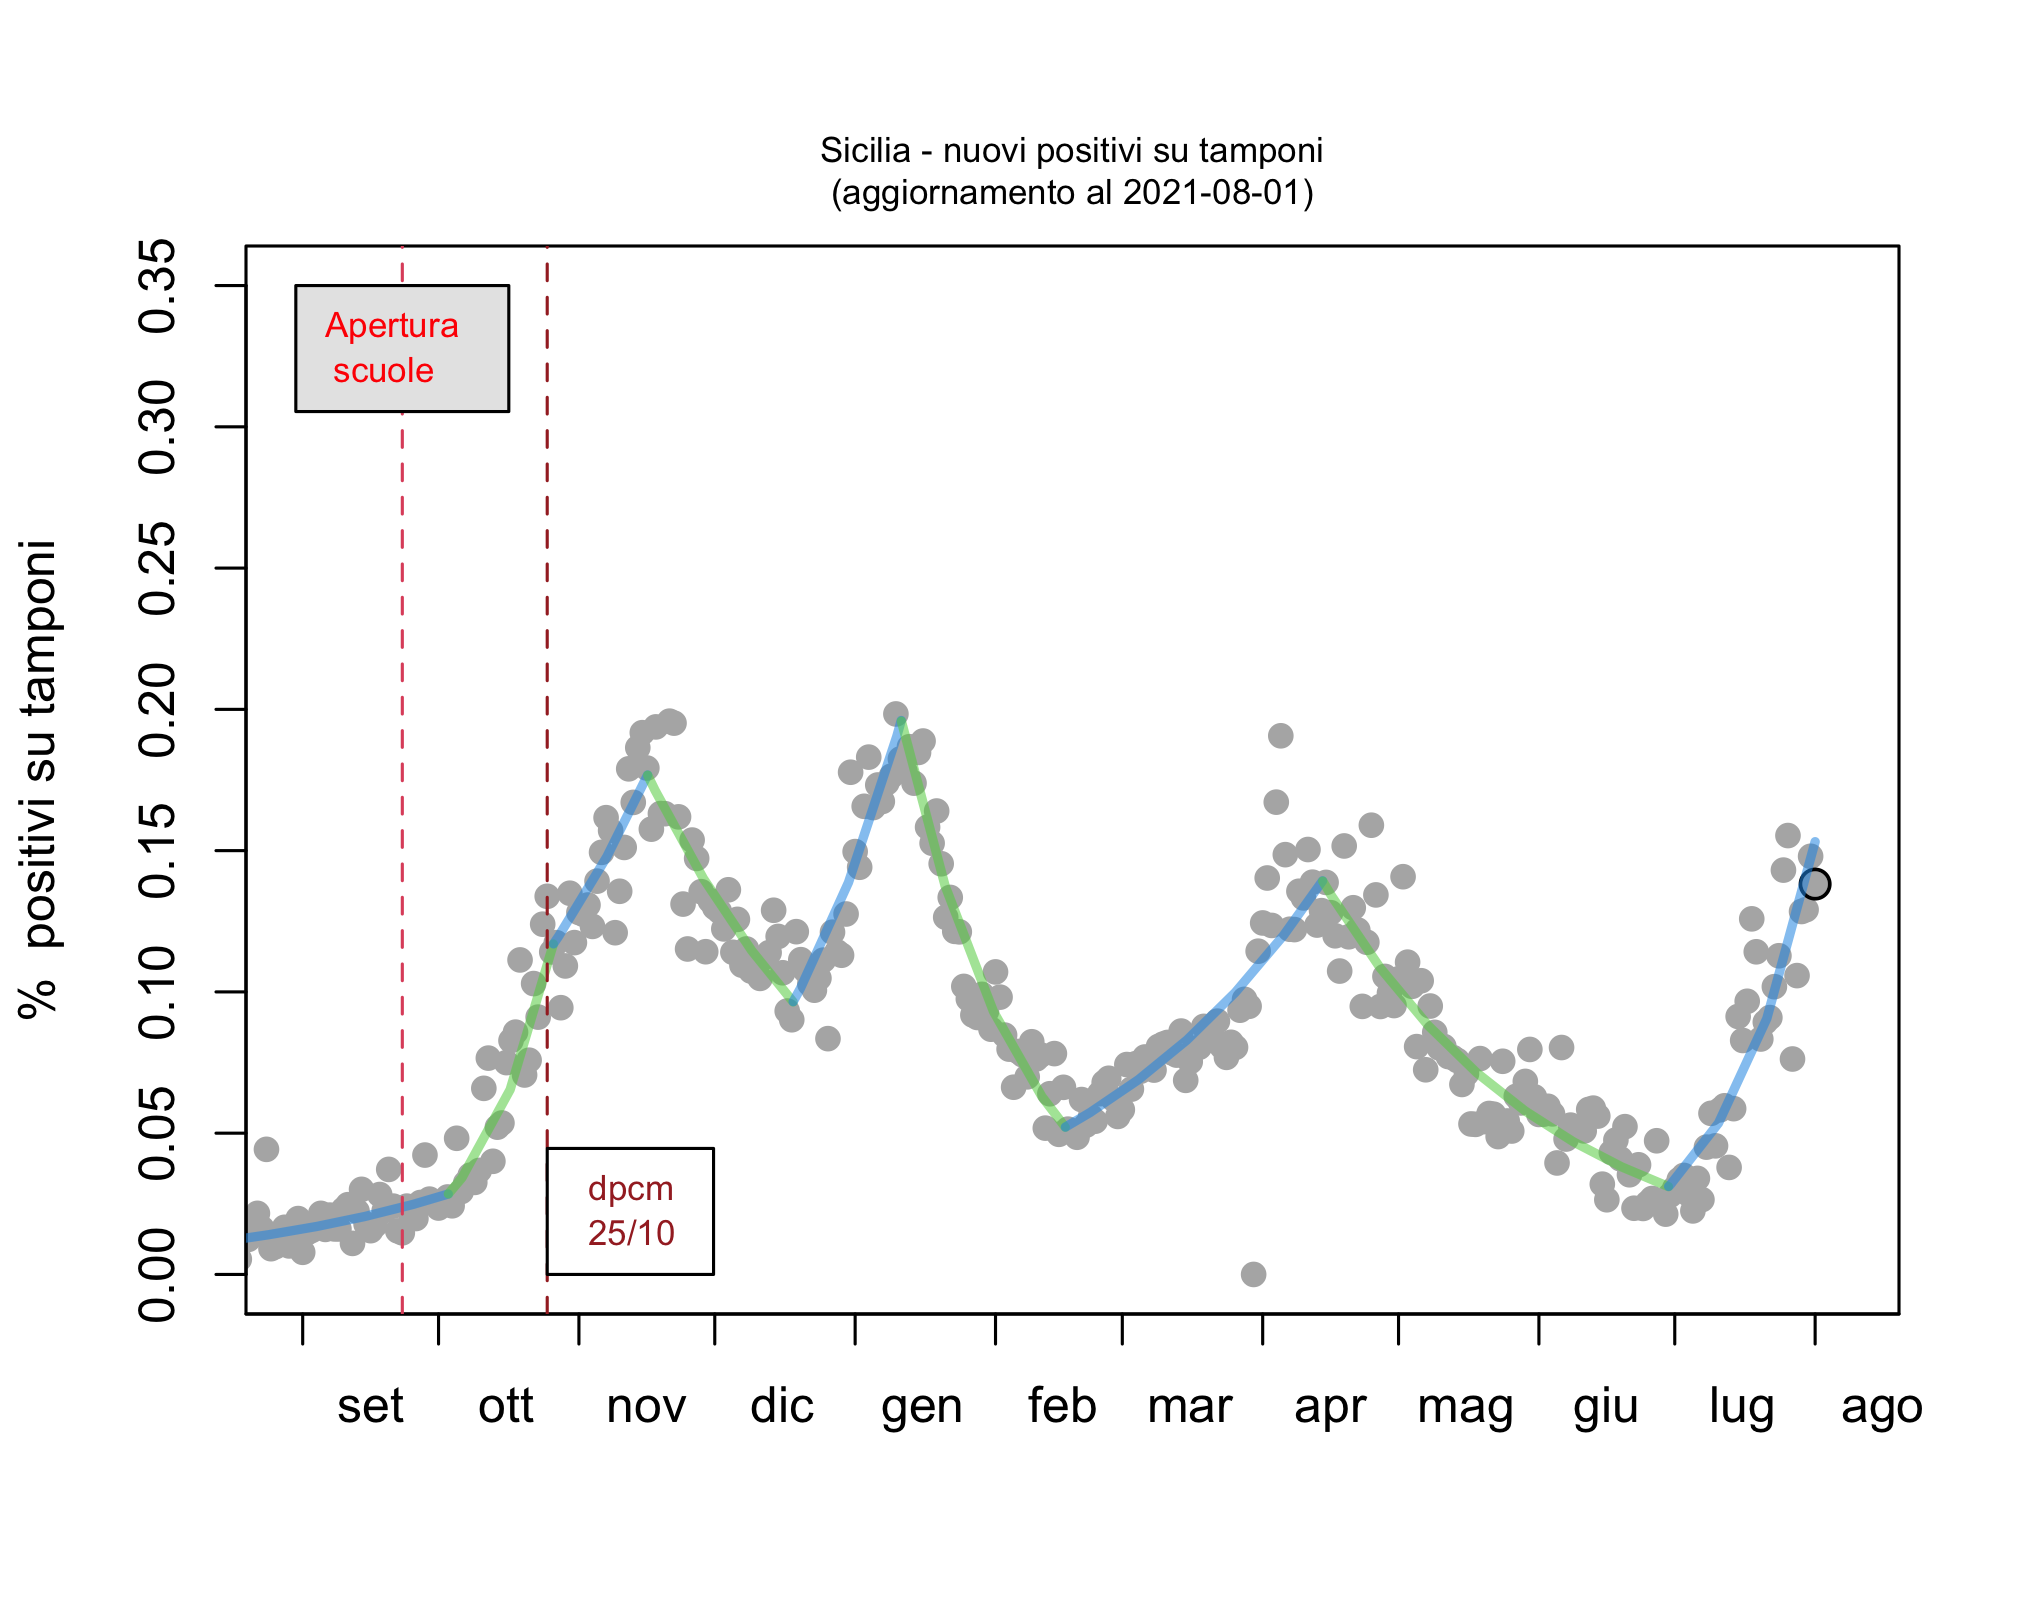 Sicilia - nuovi positivi su tamponi
(aggiornamento al 2021-08-01)
% positivi su tamponi
0.35
0.30
0.25
0.20
0.15
0.10
0.05
0.00
Apertura
scuole
dpcm
25/10
set ott nov dic gen feb mar apr mag giu lug ago